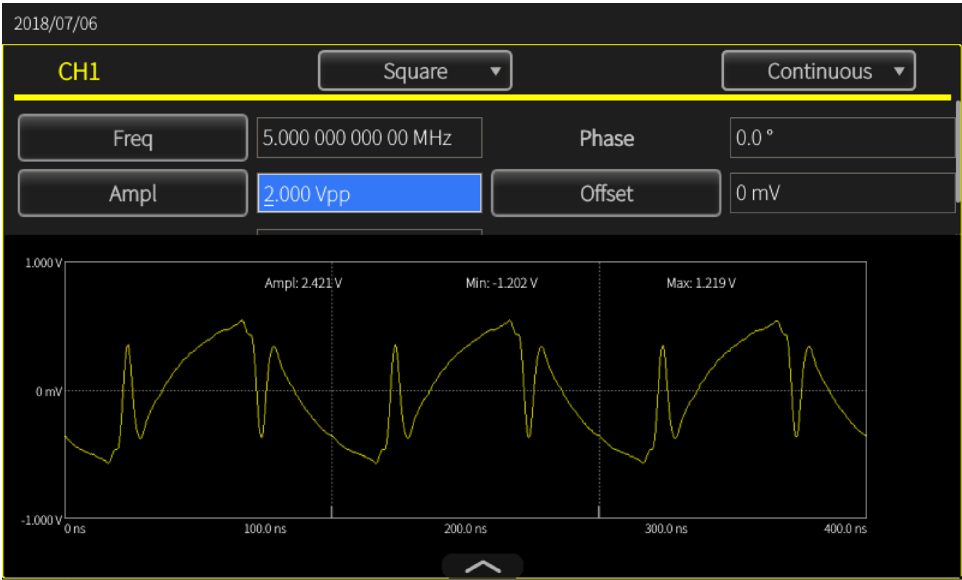 2018/07/06
CH1 Square Continuous
Freq 5.000 000 000 00 MHz Phase 0.0 °
Ampl 2.000 Vpp Offset 0 mV
1.000 V
Ampl: 2.421 V Min: -1.202 V Max: 1.219 V
0 mV
-1.000 V
0 ns 100.0 ns 200.0 ns 300.0 ns 400.0 ns